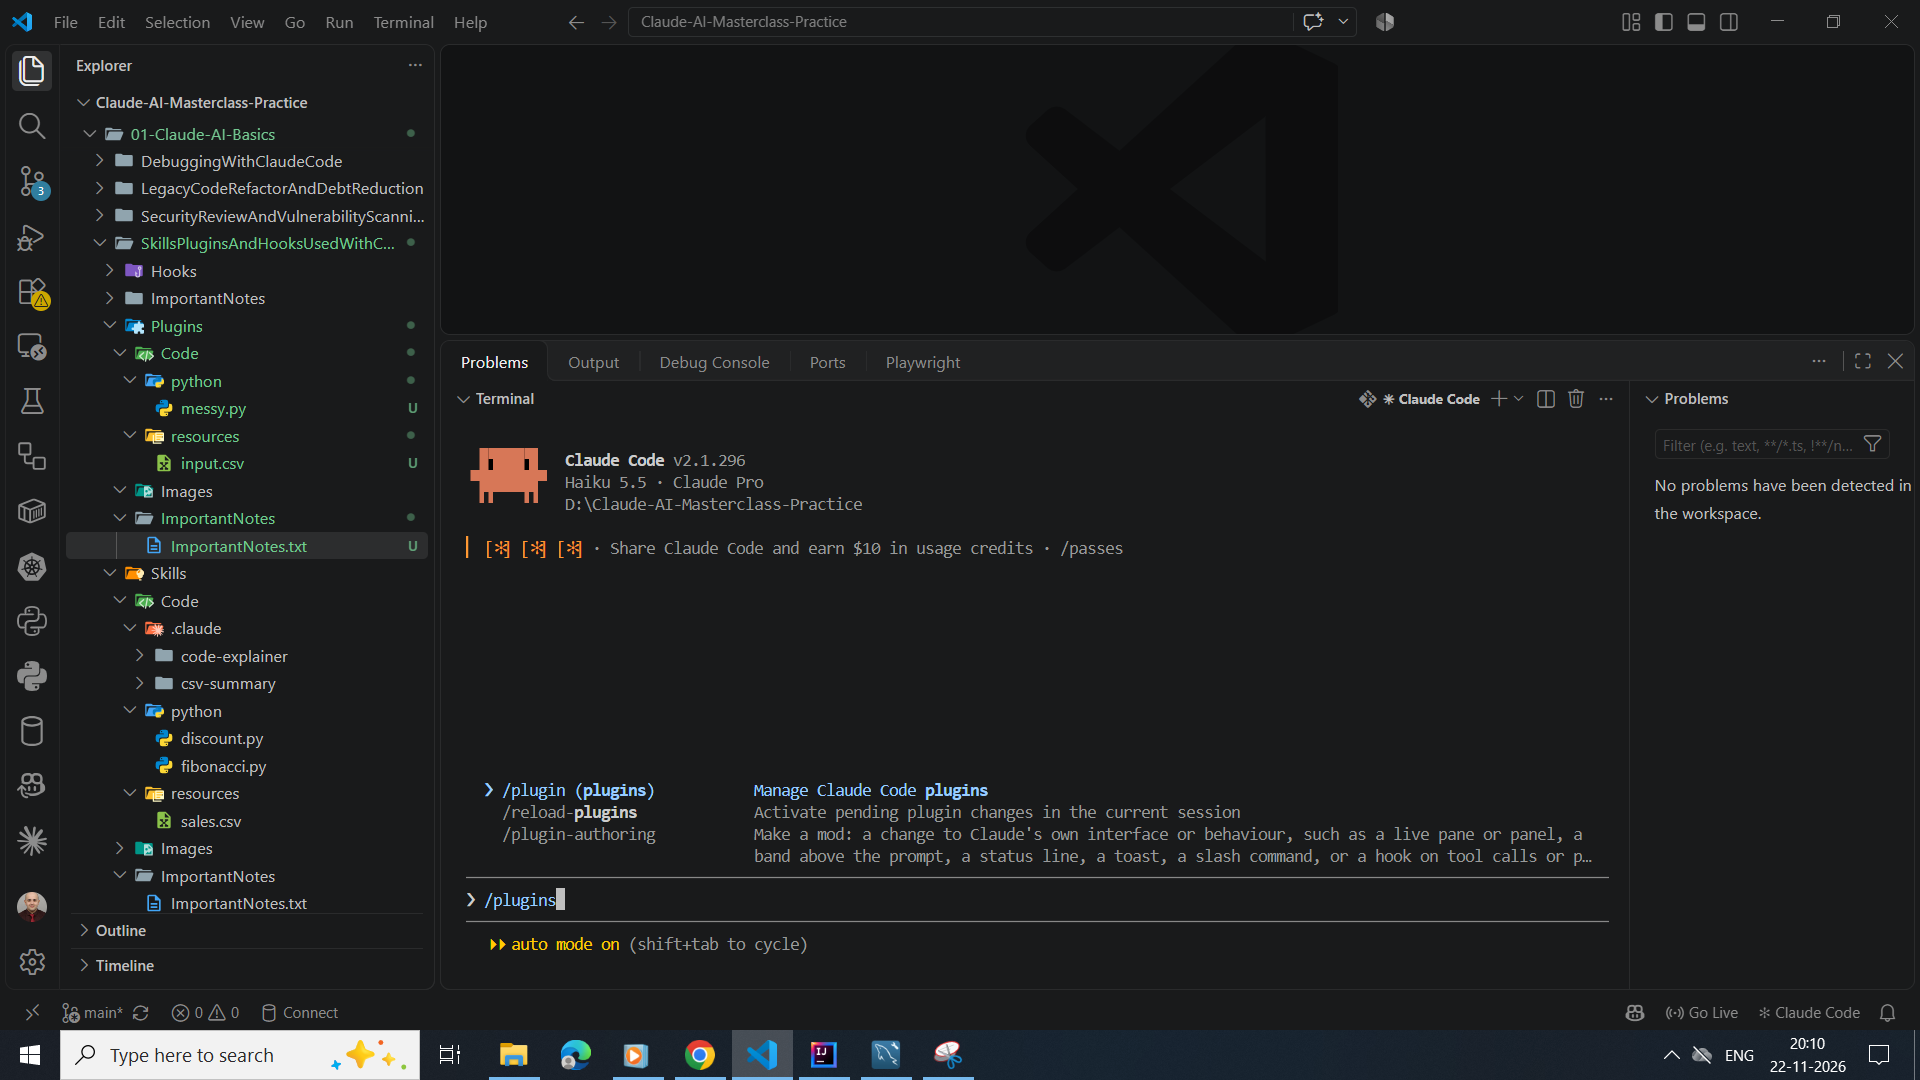 File Edit Selection View Go Run Terminal Help
Claude-AI-Masterclass-Practice
Explorer
Claude-AI-Masterclass-Practice
01-Claude-AI-Basics
DebuggingWithClaudeCode
LegacyCodeRefactorAndDebtReduction
SecurityReviewAndVulnerabilityScanni...
SkillsPluginsAndHooksUsedWithC...
Hooks
ImportantNotes
Plugins
Code
python
messy.py U
resources
input.csv U
Images
ImportantNotes
ImportantNotes.txt U
Skills
Code
.claude
code-explainer
csv-summary
python
discount.py
fibonacci.py
resources
sales.csv
Images
ImportantNotes
ImportantNotes.txt
Outline
Timeline
3
Problems Output Debug Console Ports Playwright
Terminal
✳ Claude Code
Claude Code v2.1.296
Haiku 5.5 · Claude Pro
D:\Claude-AI-Masterclass-Practice
[✻] [✻] [✻] · Share Claude Code and earn $10 in usage credits · /passes
❯ /plugin (plugins) Manage Claude Code plugins
/reload-plugins Activate pending plugin changes in the current session
/plugin-authoring Make a mod: a change to Claude's own interface or behaviour, such as a live pane or panel, a
band above the prompt, a status line, a toast, a slash command, or a hook on tool calls or p…
❯ /plugins
auto mode on (shift+tab to cycle)
Problems
Filter (e.g. text, **/*.ts, !**/n...
No problems have been detected in
the workspace.
main* 0 0 Connect
Go Live Claude Code
Type here to search
IJ
ENG
20:10
22-11-2026